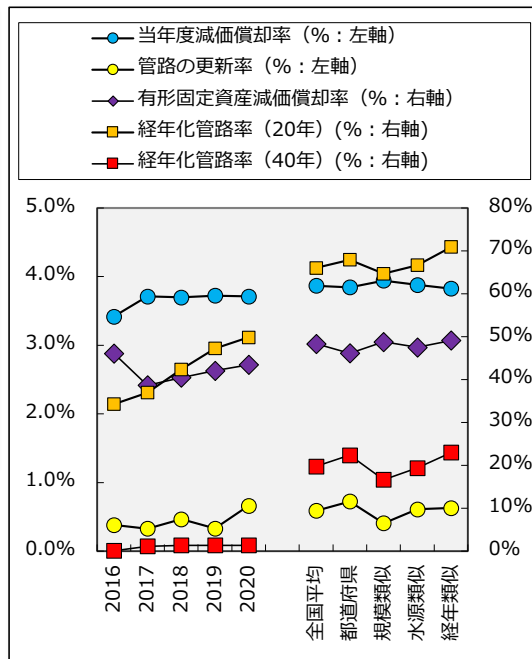 当年度減価償却率（%：左軸）
管路の更新率（%：左軸）
有形固定資産減価償却率（%：右軸）
経年化管路率（20年）(%：右軸)
経年化管路率（40年）(%：右軸)
5.0%
4.0%
3.0%
2.0%
1.0%
0.0%
80%
70%
60%
50%
40%
30%
20%
10%
0%
2016
2017
2018
2019
2020
全国平均
都道府県
規模類似
水源類似
経年類似